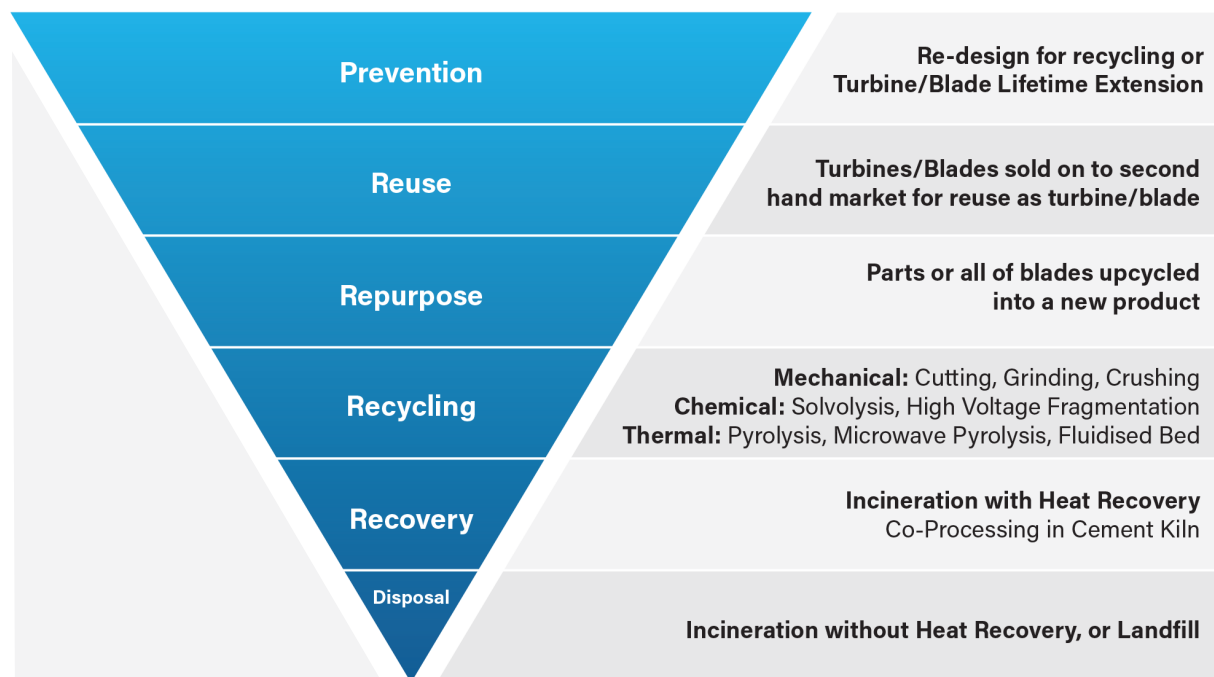 Prevention
Re-design for recycling or
Turbine/Blade Lifetime Extension
Reuse
Turbines/Blades sold on to second
hand market for reuse as turbine/blade
Repurpose
Parts or all of blades upcycled
into a new product
Recycling
Mechanical: Cutting, Grinding, Crushing
Chemical: Solvolysis, High Voltage Fragmentation
Thermal: Pyrolysis, Microwave Pyrolysis, Fluidised Bed
Recovery
Incineration with Heat Recovery
Co-Processing in Cement Kiln
Disposal
Incineration without Heat Recovery, or Landfill